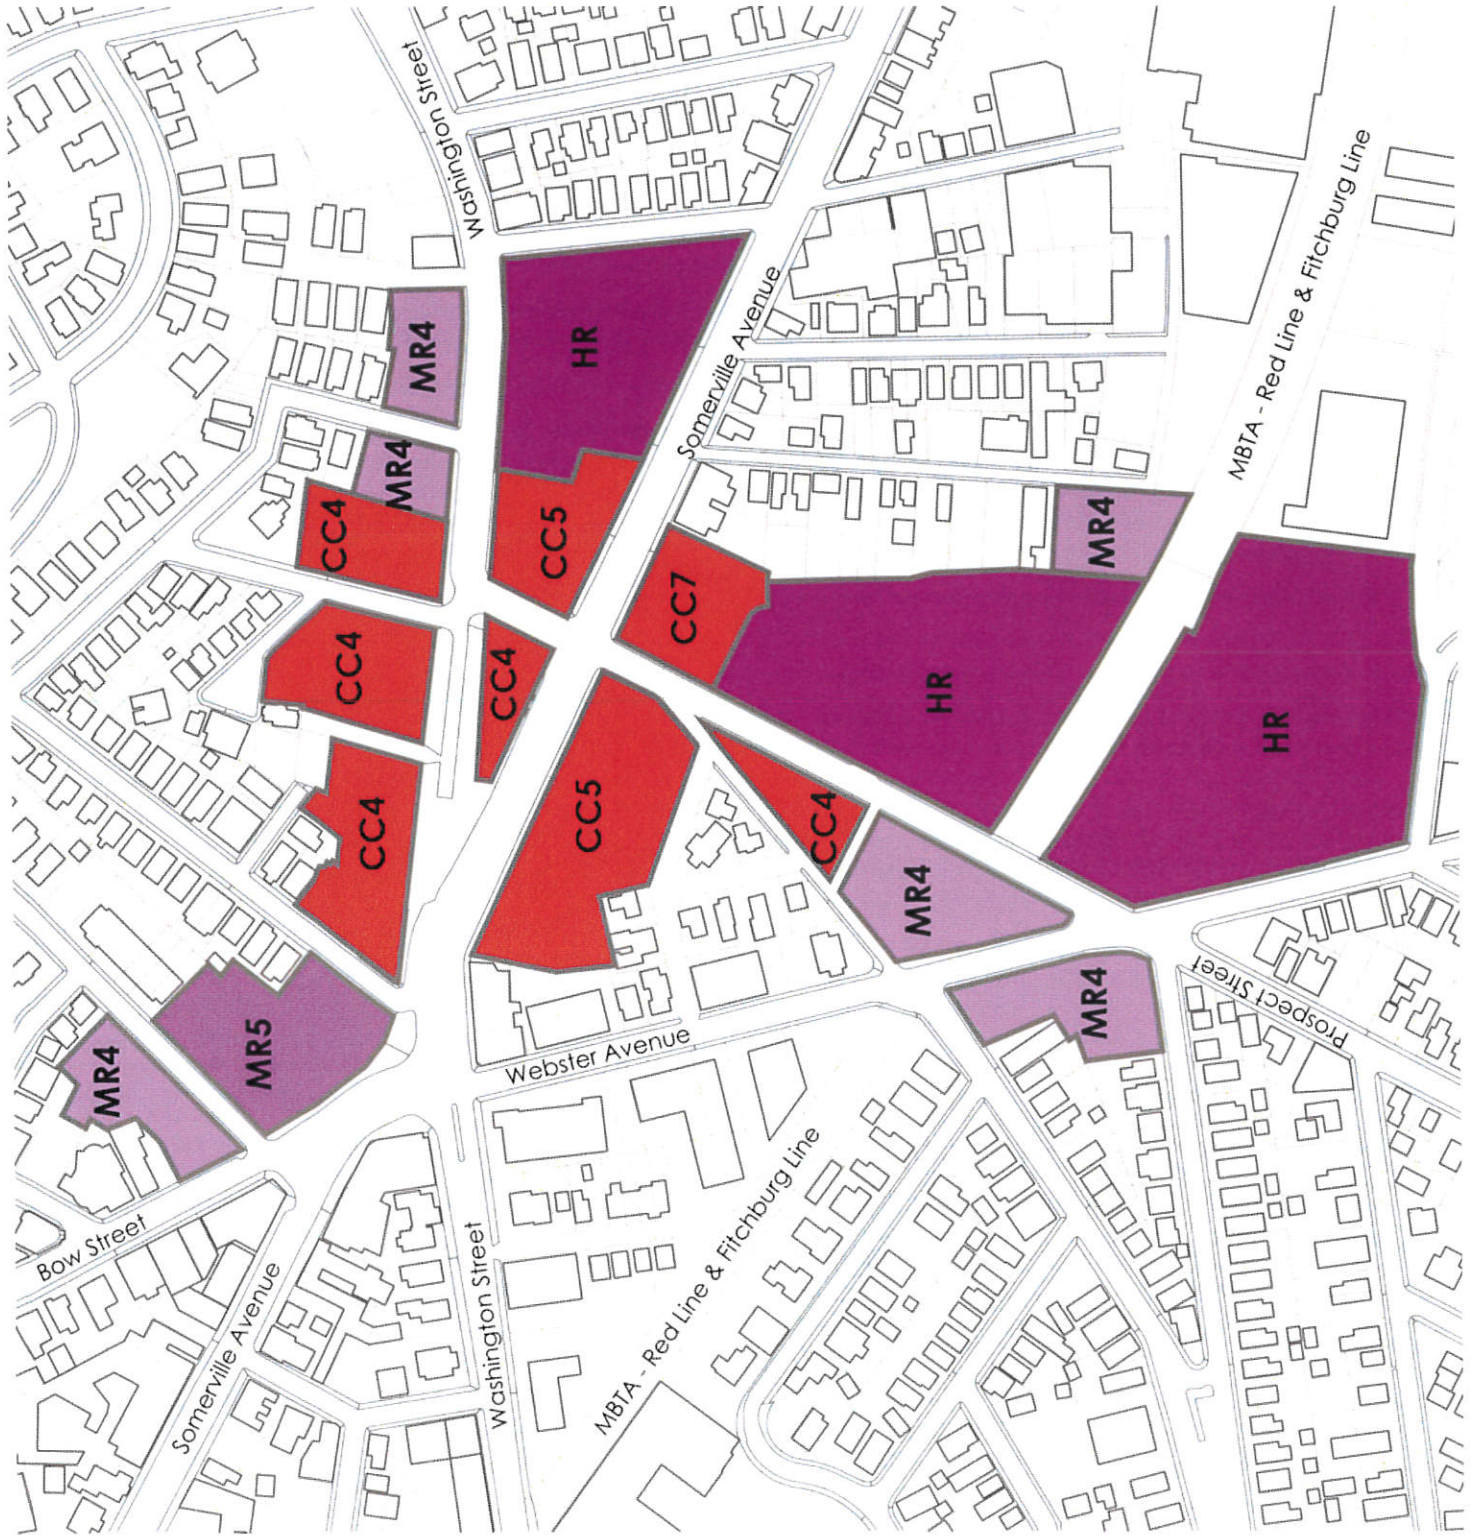 Washington Street
MBTA - Red Line & Fitchburg Line
Somerville Avenue
HR
MR4
MR4
CC4
CC5
MR4
CC7
CC4
CC4
HR
HR
CC4
CC5
CC4
MR4
MR4
MR5
MR4
Prospect Street
Webster Avenue
Bow Street
Somerville Avenue
Washington Street
MBTA - Red Line & Fitchburg Line